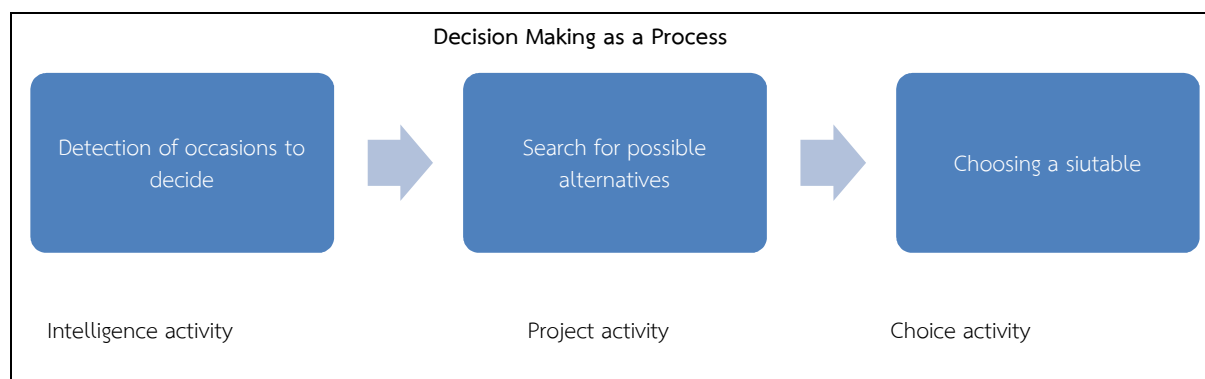 Decision Making as a Process
Detection of occasions to
decide
Search for possible
alternatives
Choosing a siutable
Intelligence activity
Project activity
Choice activity